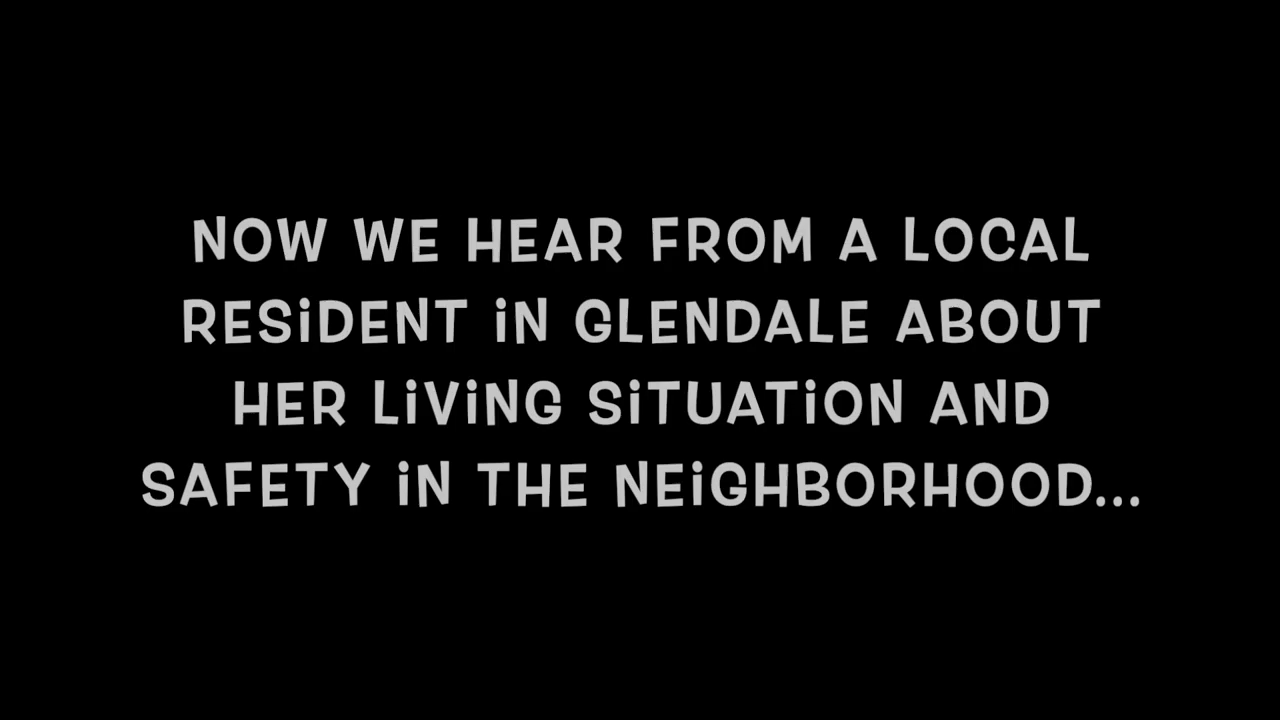 NOW WE HEAR FROM A LOCAL
RESiDENT iN GLENDALE ABOUT
HER LiViNG SiTUATiON AND
SAFETY iN THE NEiGHBORHOOD...